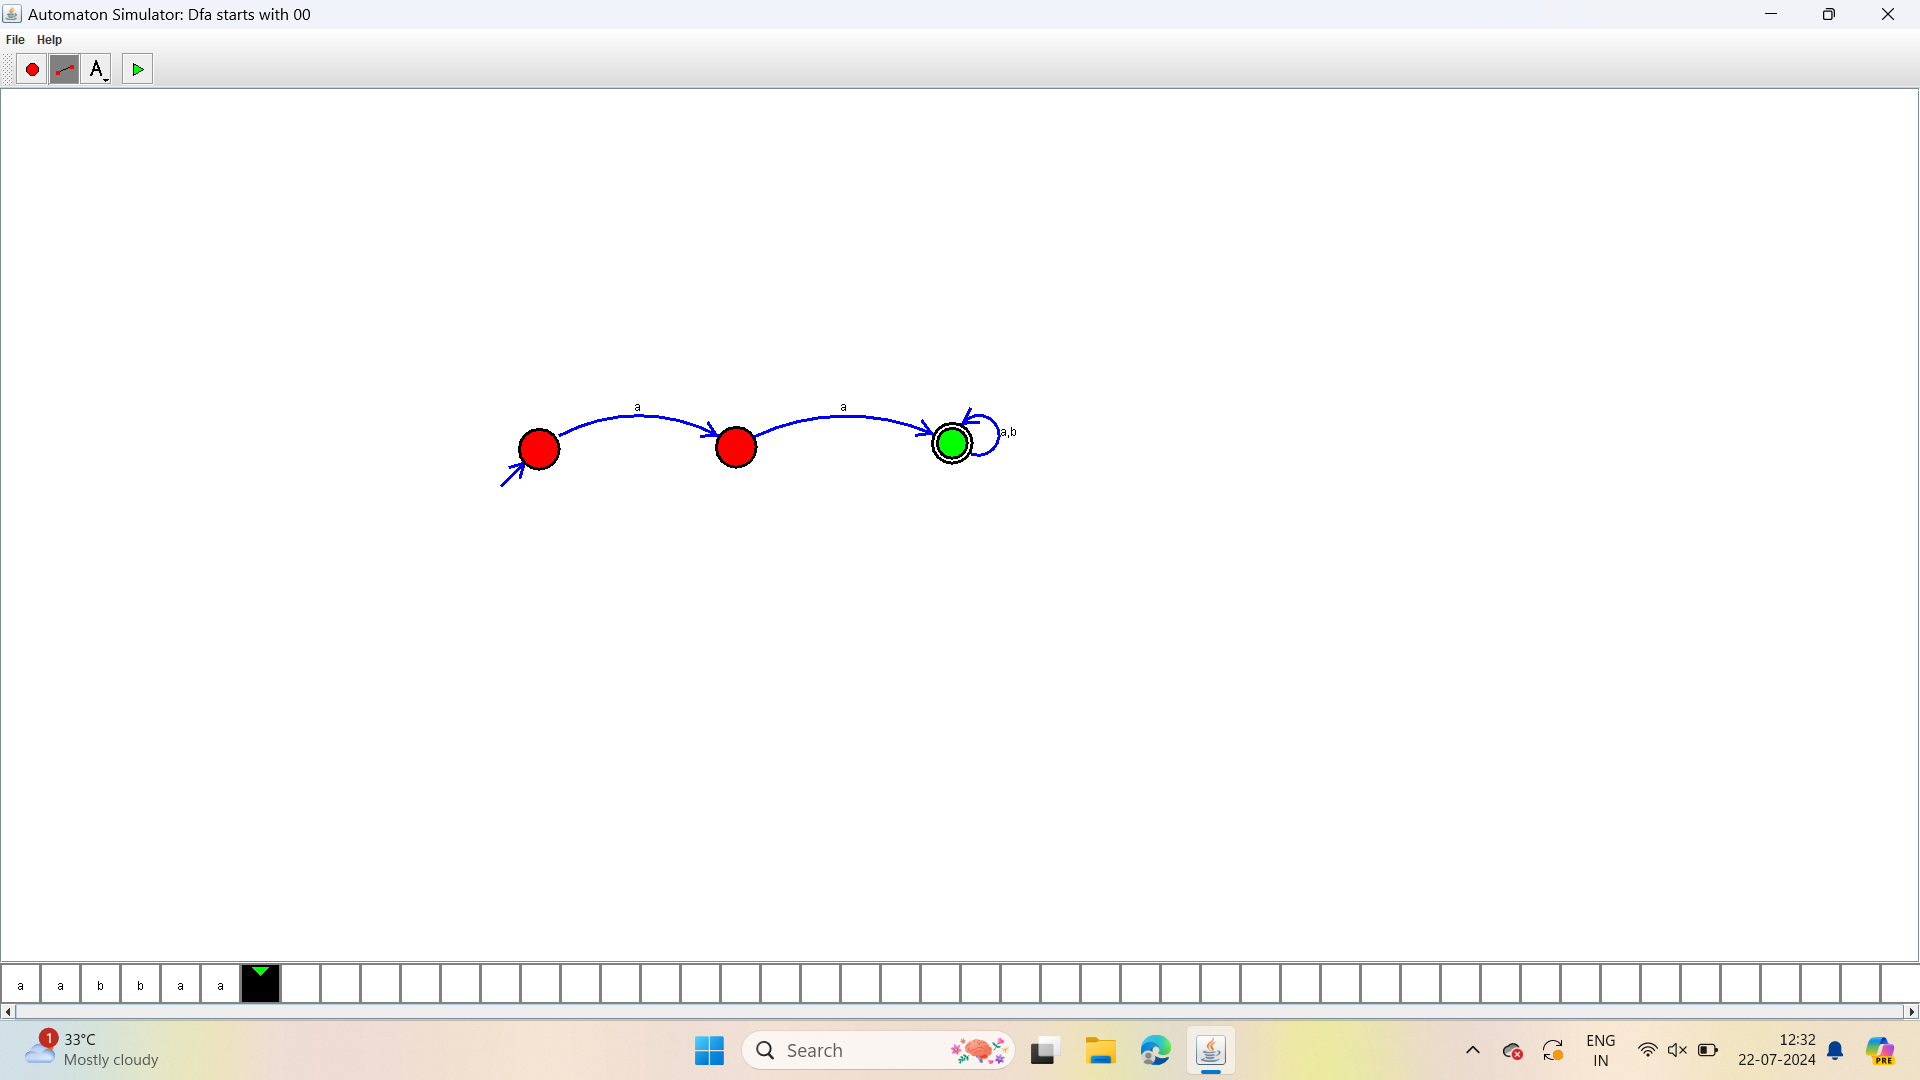 Automaton Simulator: Dfa starts with 00
File Help
A
a a
a,b
a a b b a a
1
33°C
Mostly cloudy
Search
PRE
ENG
IN
12:32
22-07-2024